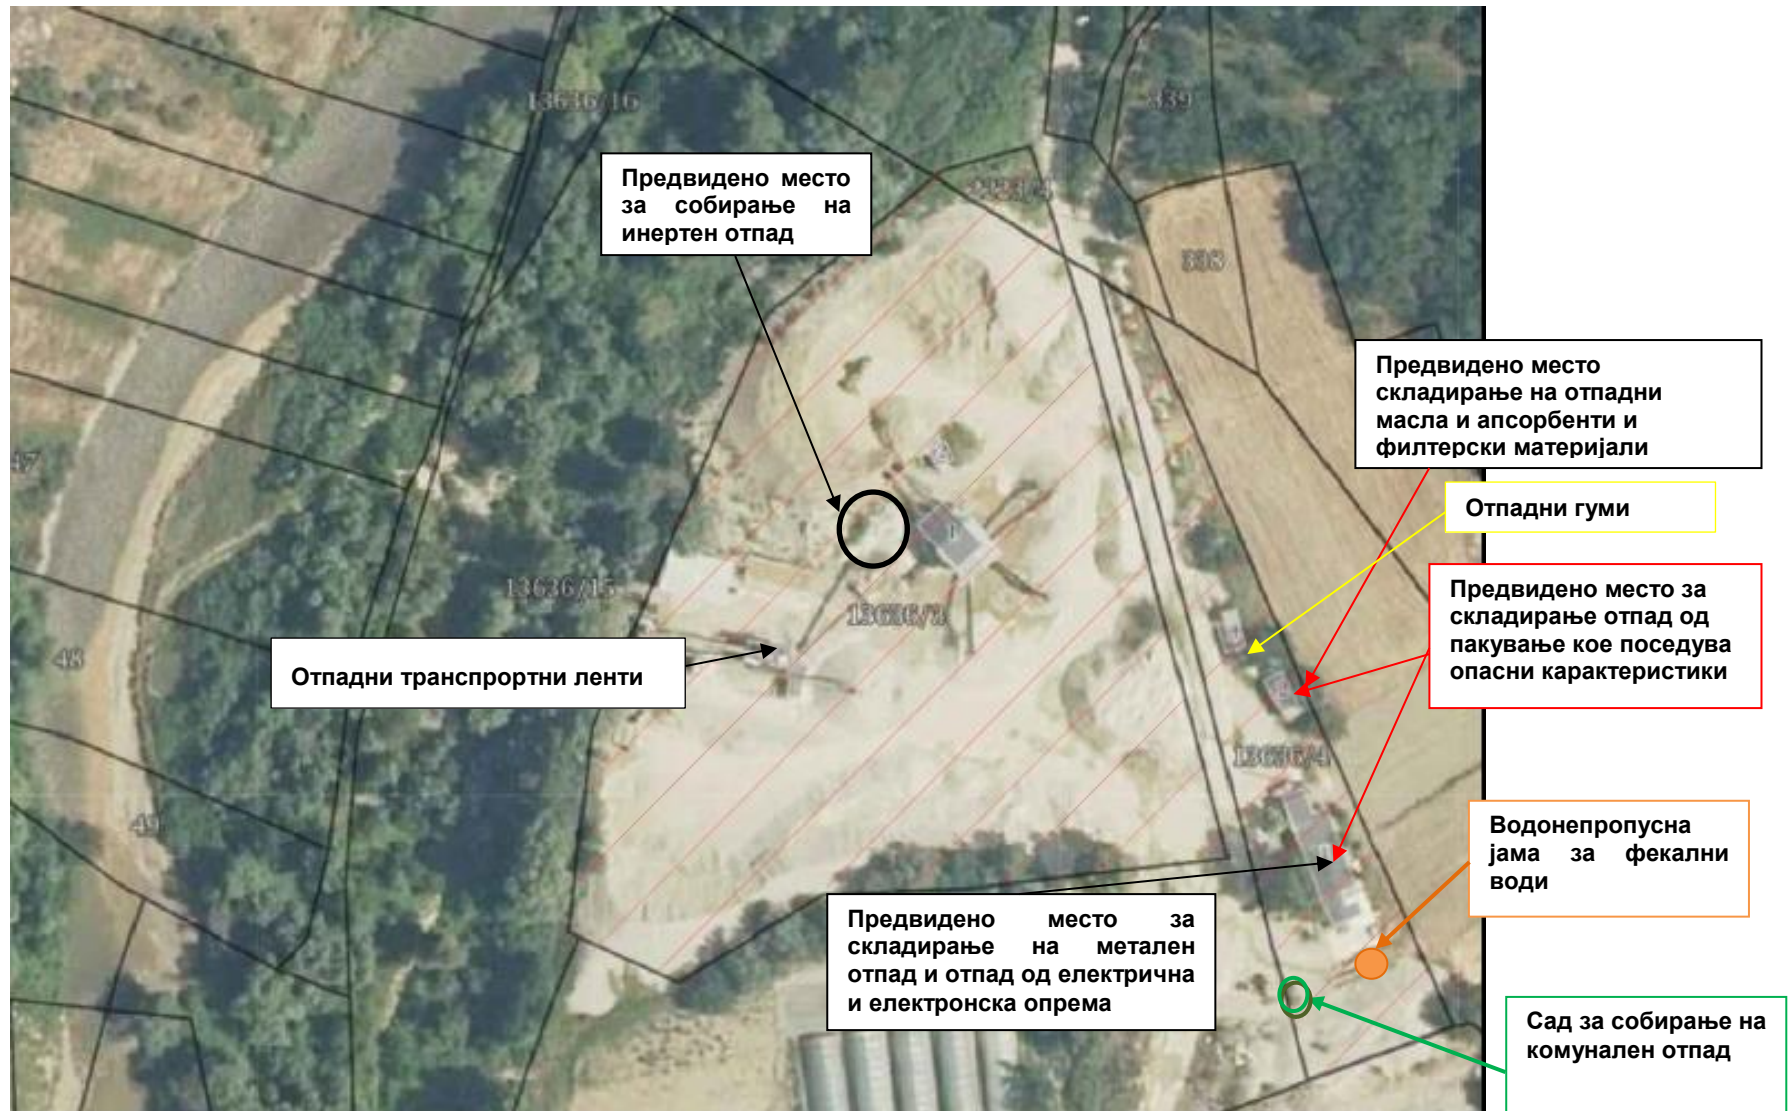 13636/16
339
Предвидено место
за собирање на
инертен отпад
338
Предвидено место
складирање на отпадни
масла и апсорбенти и
филтерски материјали
47
Отпадни гуми
1
13636/15
13636/3
Предвидено место за
складирање отпад од
пакување кое поседува
опасни карактеристики
48
Отпадни транспрортни ленти
13636/4
49
Водонепропусна
јама за фекални
води
Предвидено место за
складирање на метален
отпад и отпад од електрична
и електронска опрема
Сад за собирање на
комунален отпад